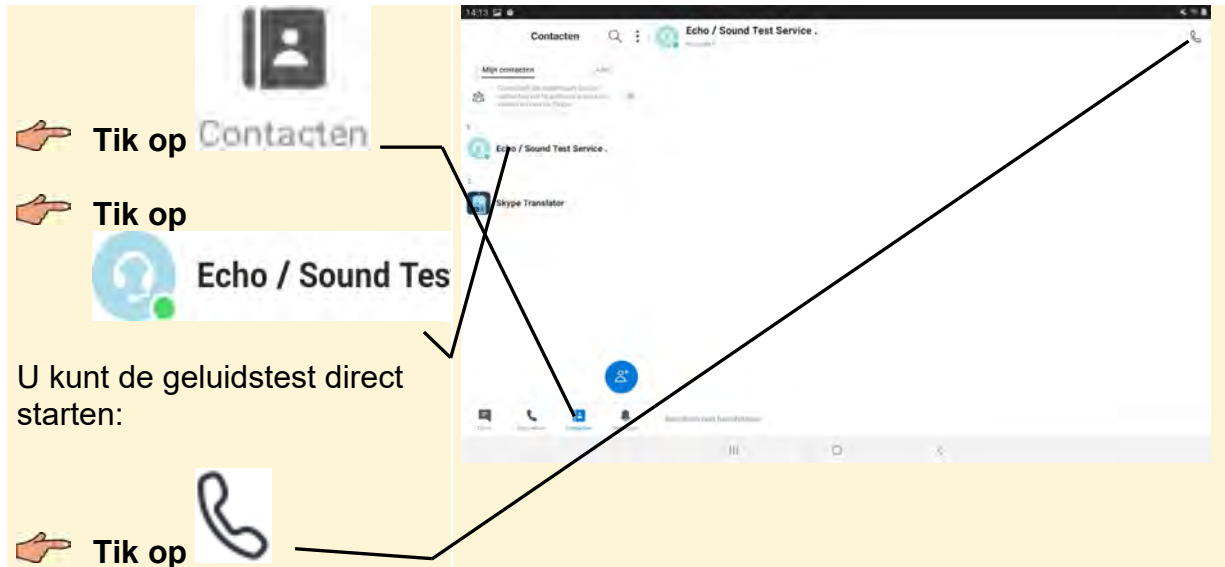 Tik op Contacten
Tik op
Echo / Sound Tes
U kunt de geluidstest direct
starten:
Tik op
14:13
Contacten
Echo / Sound Test Service .
Mijn contacten
Echo / Sound Test Service .
Skype Translator
Contacten